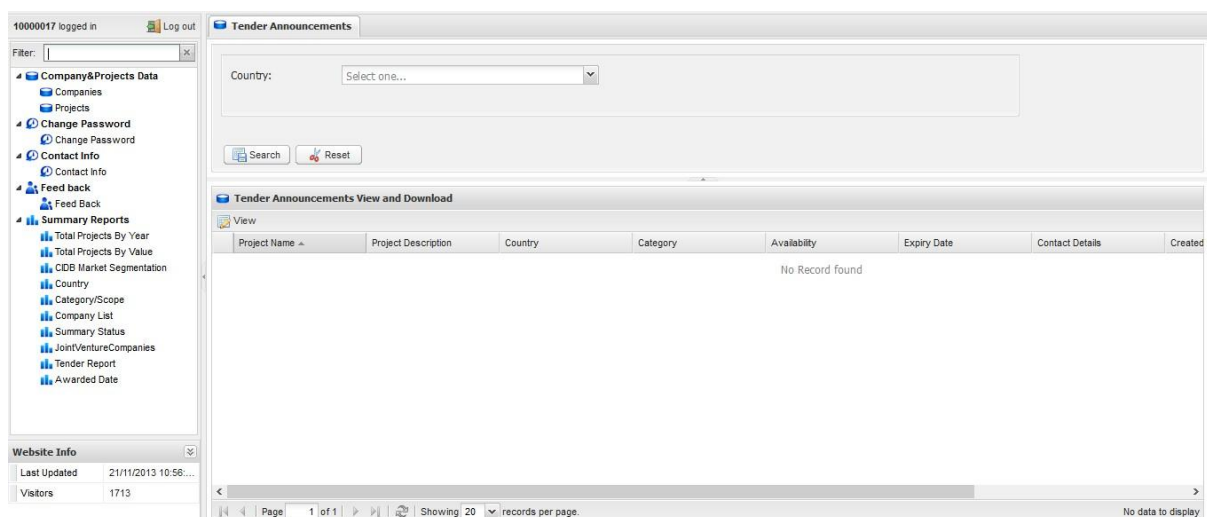 10000017 logged in
Log out
Filter:
Company&Projects Data
Companies
Projects
Change Password
Change Password
Contact Info
Contact Info
Feed back
Feed Back
Summary Reports
Total Projects By Year
Total Projects By Value
CIDB Market Segmentation
Country
Category/Scope
Company List
Summary Status
JointVentureCompanies
Tender Report
Awarded Date
Website Info
Last Updated 21/11/2013 10:56:...
Visitors 1713
Tender Announcements
Country: Select one...
Search Reset
Tender Announcements View and Download
View
Project Name Project Description Country Category Availability Expiry Date Contact Details Created
No Record found
Page 1 of 1 Showing 20 records per page. No data to display